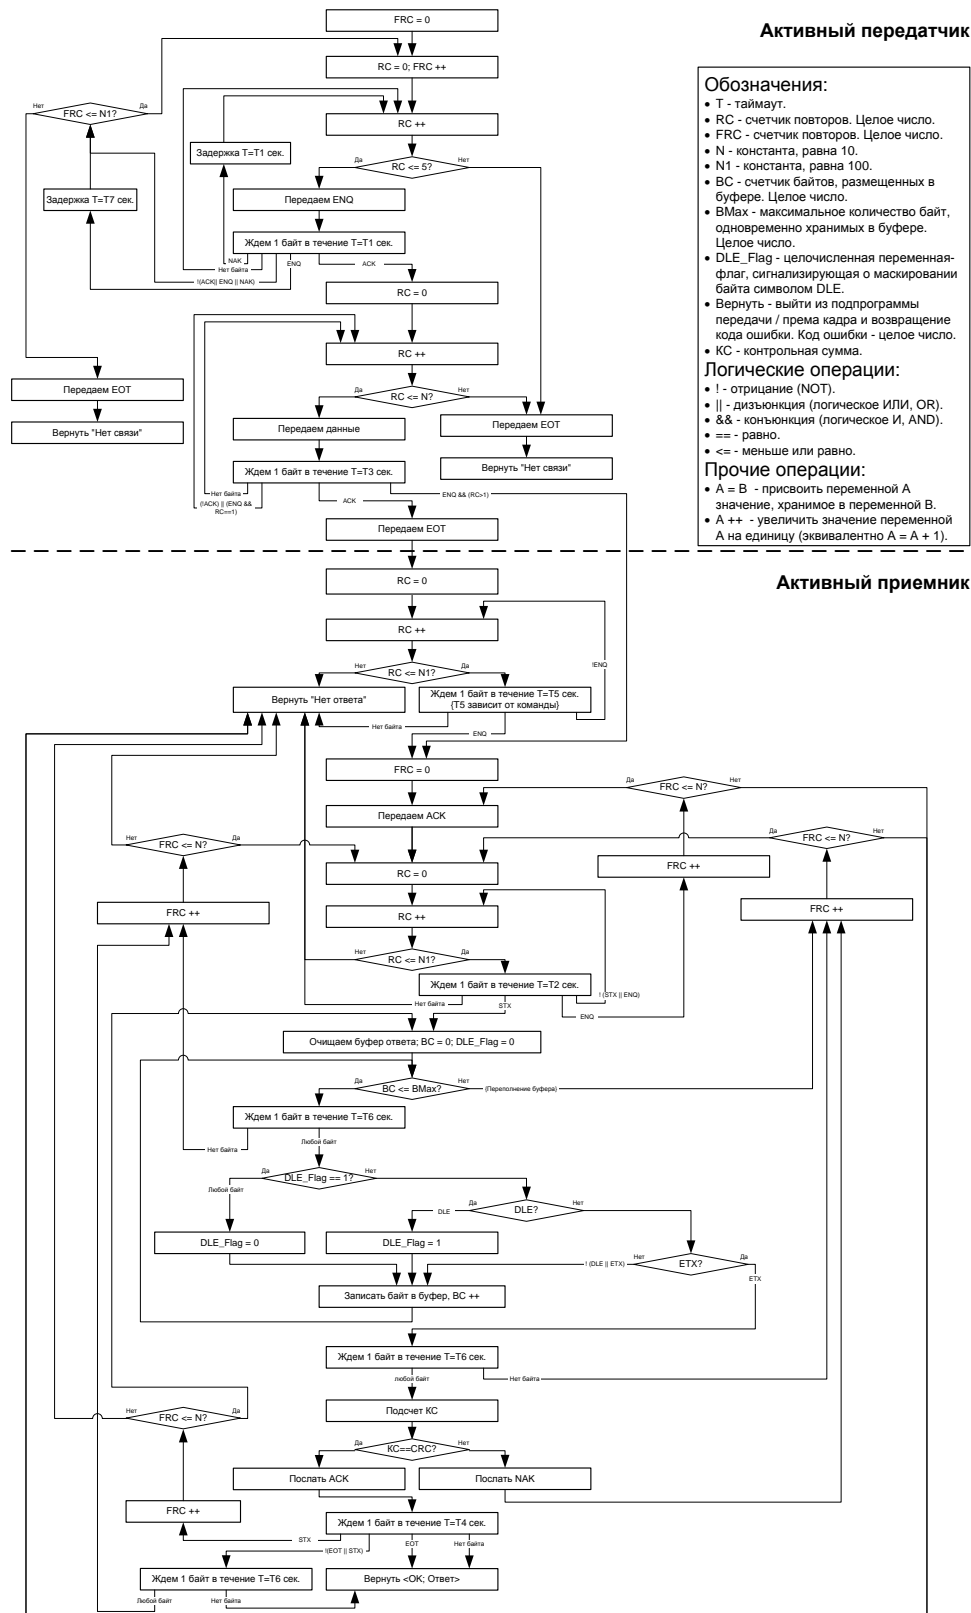 FRC = 0
Активный передатчик
RC = 0; FRC ++
Нет
FRC <= N1?
Да
RC ++
Задержка T=T1 сек.
Да
RC <= 5?
Нет
Задержка T=T7 сек.
Передаем ENQ
Ждем 1 байт в течение T=T1 сек.
NAK
Нет байта
ENQ
!(ACK|| ENQ || NAK)
ACK
RC = 0
RC ++
Передаем EOT
Вернуть "Нет связи"
Да
RC <= N?
Нет
Передаем данные
Передаем EOT
Ждем 1 байт в течение T=T3 сек.
Вернуть "Нет связи"
Нет байта
(!ACK) || (ENQ &&
RC==1)
ACK
ENQ && (RC>1)
Передаем EOT
Обозначения:
• T - таймаут.
• RC - счетчик повторов. Целое число.
• FRC - счетчик повторов. Целое число.
• N - константа, равна 10.
• N1 - константа, равна 100.
• BC - счетчик байтов, размещенных в
буфере. Целое число.
• BMax - максимальное количество байт,
одновременно хранимых в буфере.
Целое число.
• DLE_Flag - целочисленная переменная-
флаг, сигнализирующая о маскировании
байта символом DLE.
• Вернуть - выйти из подпрограммы
передачи / према кадра и возвращение
кода ошибки. Код ошибки - целое число.
• КС - контрольная сумма.
Логические операции:
• ! - отрицание (NOT).
• || - дизъюнкция (логическое ИЛИ, OR).
• && - конъюнкция (логическое И, AND).
• == - равно.
• <= - меньше или равно.
Прочие операции:
• A = B - присвоить переменной A
значение, хранимое в переменной B.
• A ++ - увеличить значение переменной
A на единицу (эквивалентно A = A + 1).
Активный приемник
RC = 0
RC ++
!ENQ
Нет
RC <= N1?
Да
Вернуть "Нет ответа"
Ждем 1 байт в течение T=T5 сек.
{T5 зависит от команды}
Нет байта
ENQ
FRC = 0
Да
FRC <= N?
Нет
Передаем ACK
Нет
FRC <= N?
Да
Да
FRC <= N?
Нет
RC = 0
FRC ++
FRC ++
RC ++
FRC ++
Нет
RC <= N1?
Да
Ждем 1 байт в течение T=T2 сек.
Нет байта
STX
! (STX || ENQ)
ENQ
Очищаем буфер ответа; BC = 0; DLE_Flag = 0
Да
BC <= BMax?
Нет
(Переполнение буфера)
Ждем 1 байт в течение T=T6 сек.
Нет байта
Любой байт
Да
DLE_Flag == 1?
Нет
Любой байт
Да
DLE?
Нет
DLE
DLE_Flag = 0
DLE_Flag = 1
! (DLE || ETX)
Нет
ETX?
Да
ETX
Записать байт в буфер, BC ++
Ждем 1 байт в течение T=T6 сек.
любой байт
Нет байта
Нет
FRC <= N?
Да
Подсчет КС
Да
КС==CRC?
Нет
Послать ACK
Послать NAK
FRC ++
Ждем 1 байт в течение T=T4 сек.
STX
!(EOT || STX)
EOT
Нет байта
Ждем 1 байт в течение T=T6 сек.
Вернуть <OK; Ответ>
Любой байт
Нет байта